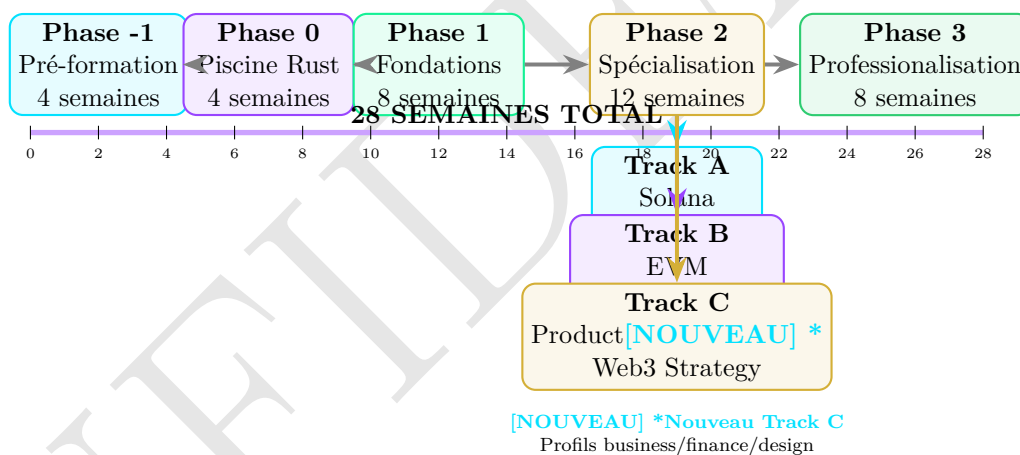 Phase -1
Pré-formation
4 semaines
Phase 0
Piscine Rust
4 semaines
Phase 1
Fondations
8 semaines
Phase 2
Spécialisation
12 semaines
Phase 3
Professionalisation
8 semaines
28 SEMAINES TOTAL
0 2 4 6 8 10 12 14 16 18 20 22 24 26 28
Track A
Solana
Track B
EVM
Track C
Product[NOUVEAU] *
Web3 Strategy
[NOUVEAU] *Nouveau Track C
Profils business/finance/design